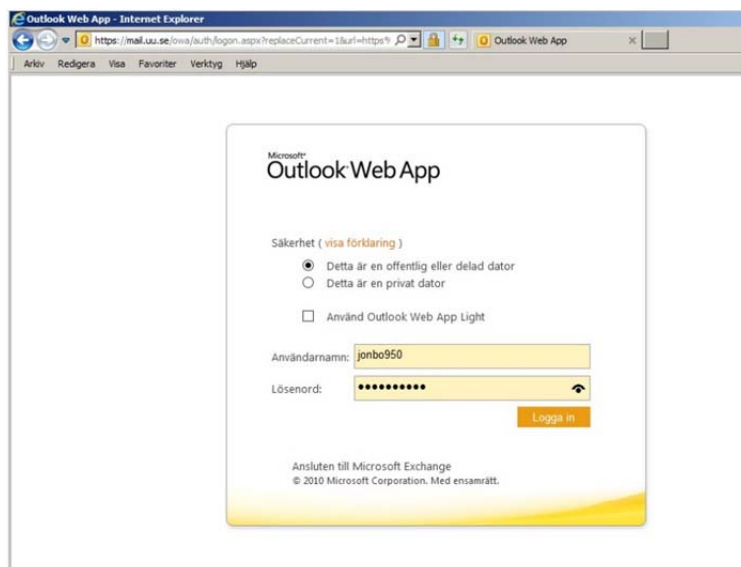 Outlook Web App - Internet Explorer
https://mail.uu.se/owa/auth/logon.aspx?replaceCurrent=1&url=https%
Outlook Web App
Arkiv Redigera Visa Favoriter Verktyg Hjälp
Microsoft®
Outlook Web App
Säkerhet ( visa förklaring )
Detta är en offentlig eller delad dator
Detta är en privat dator
Använd Outlook Web App Light
Användarnamn: jonbo950
Lösenord: ••••••••••
Logga in
Ansluten till Microsoft Exchange
© 2010 Microsoft Corporation. Med ensamrätt.